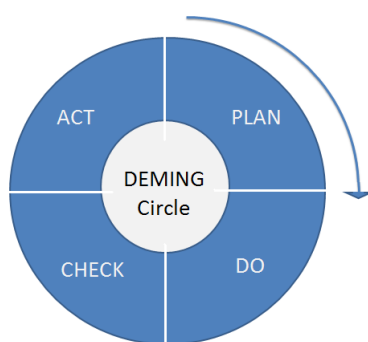 ACT
PLAN
DEMING
Circle
CHECK
DO